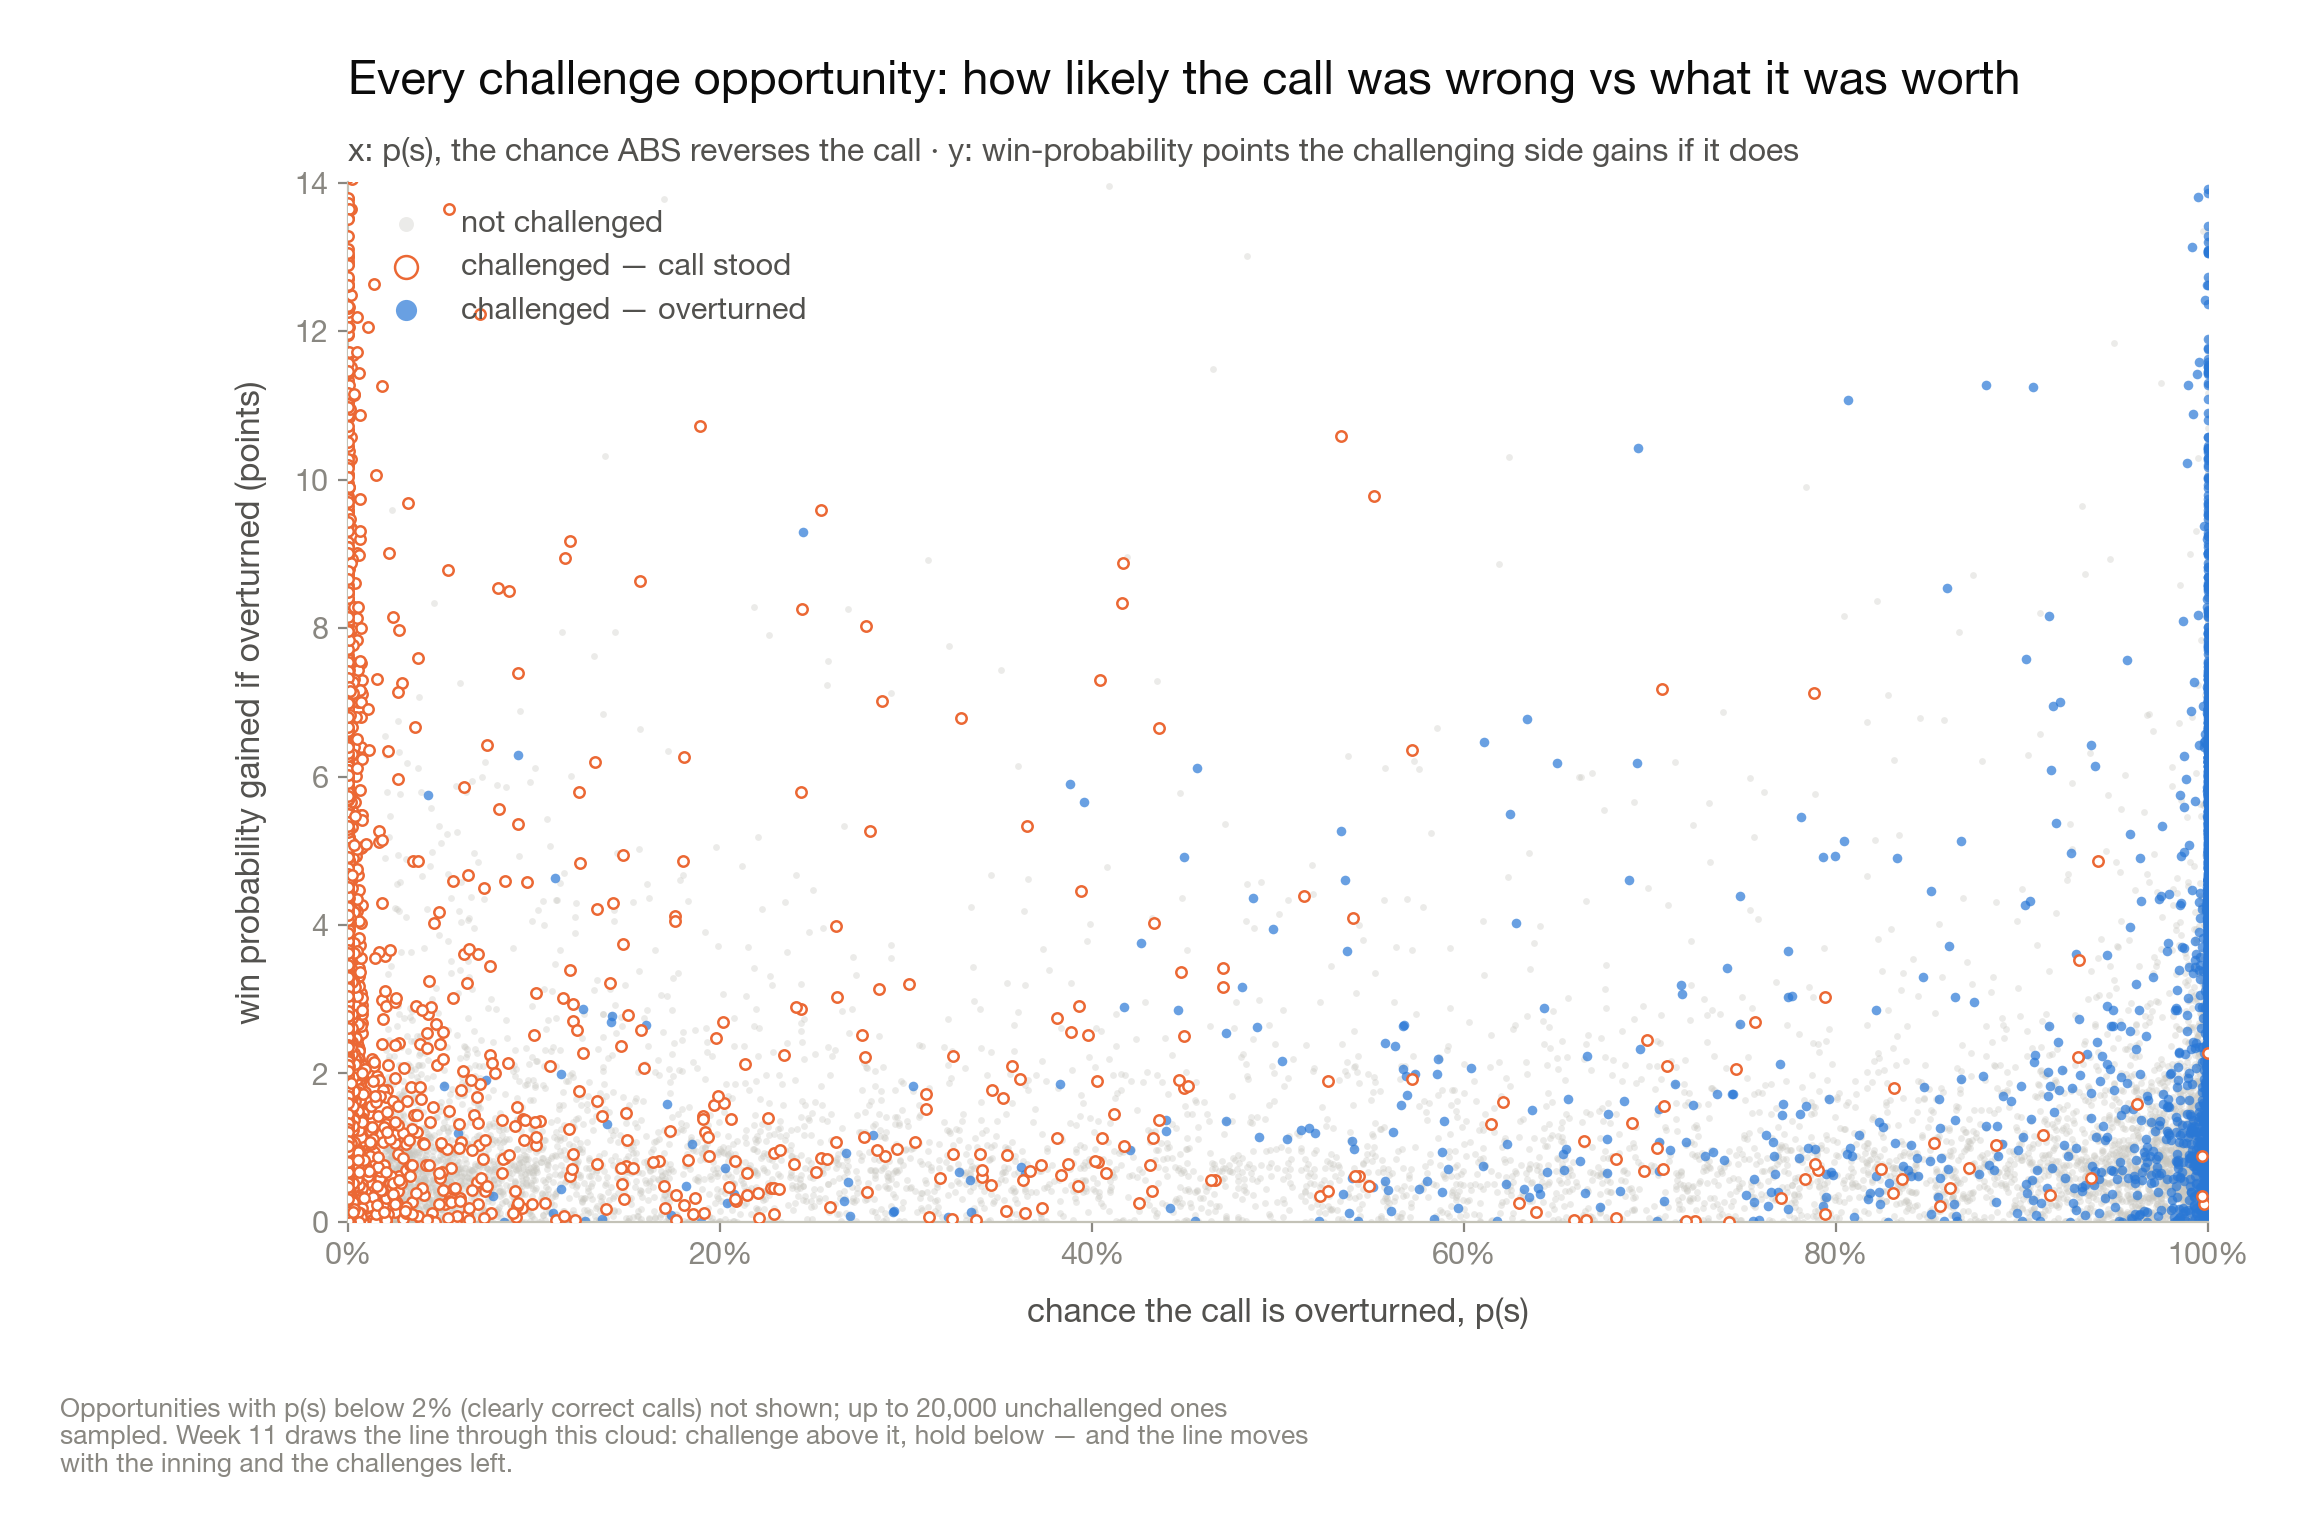 Every challenge opportunity: how likely the call was wrong vs what it was worth
x: p(s), the chance ABS reverses the call · y: win-probability points the challenging side gains if it does
14
12
10
8
6
4
2
0
win probability gained if overturned (points)
not challenged
challenged — call stood
challenged — overturned
0%
20%
40%
60%
80%
100%
chance the call is overturned, p(s)
Opportunities with p(s) below 2% (clearly correct calls) not shown; up to 20,000 unchallenged ones
sampled. Week 11 draws the line through this cloud: challenge above it, hold below — and the line moves
with the inning and the challenges left.